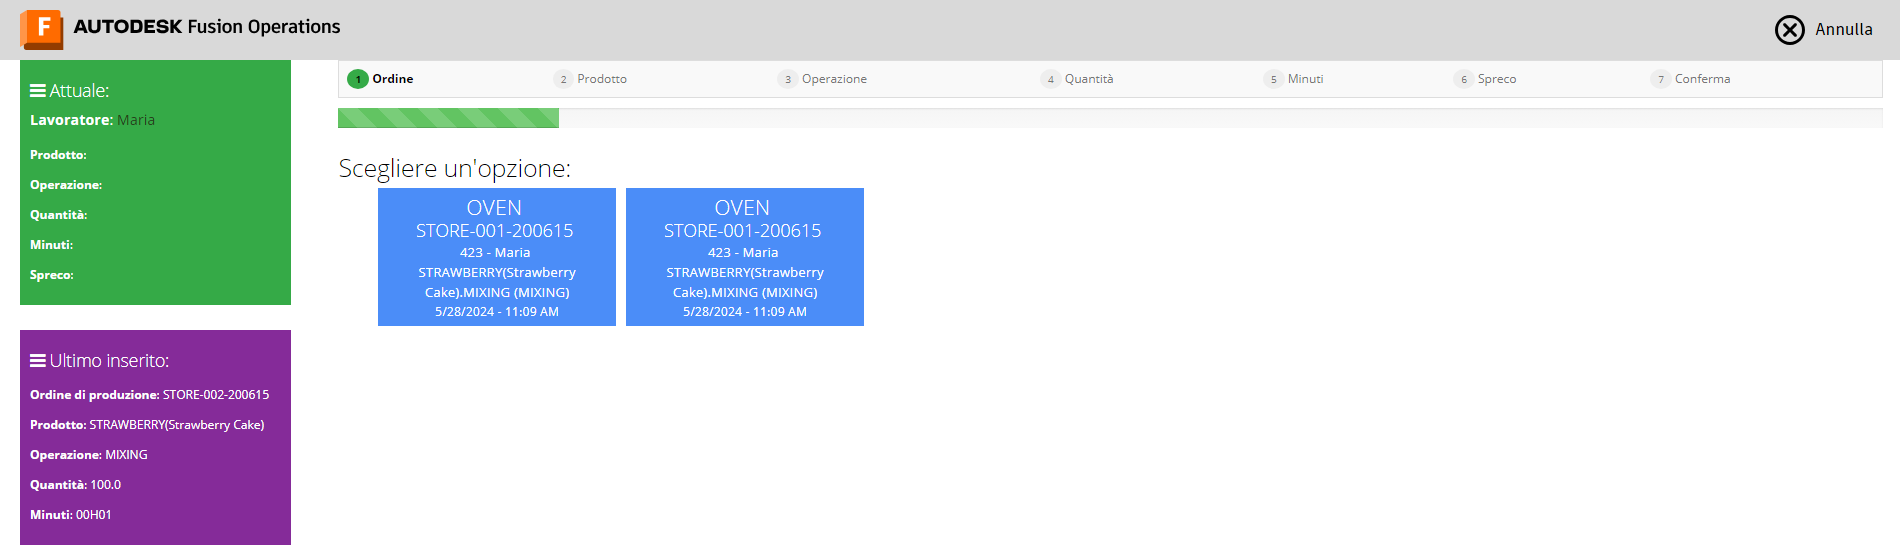 F AUTODESK Fusion Operations
Annulla
Attuale:
Lavoratore: Maria
Prodotto:
Operazione:
Quantità:
Minuti:
Spreco:
Ultimo inserito:
Ordine di produzione: STORE-002-200615
Prodotto: STRAWBERRY(Strawberry Cake)
Operazione: MIXING
Quantità: 100.0
Minuti: 00H01
1 Ordine 2 Prodotto 3 Operazione 4 Quantità 5 Minuti 6 Spreco 7 Conferma
Scegliere un'opzione:
OVEN
STORE-001-200615
423 - Maria
STRAWBERRY(Strawberry
Cake).MIXING (MIXING)
5/28/2024 - 11:09 AM
OVEN
STORE-001-200615
423 - Maria
STRAWBERRY(Strawberry
Cake).MIXING (MIXING)
5/28/2024 - 11:09 AM